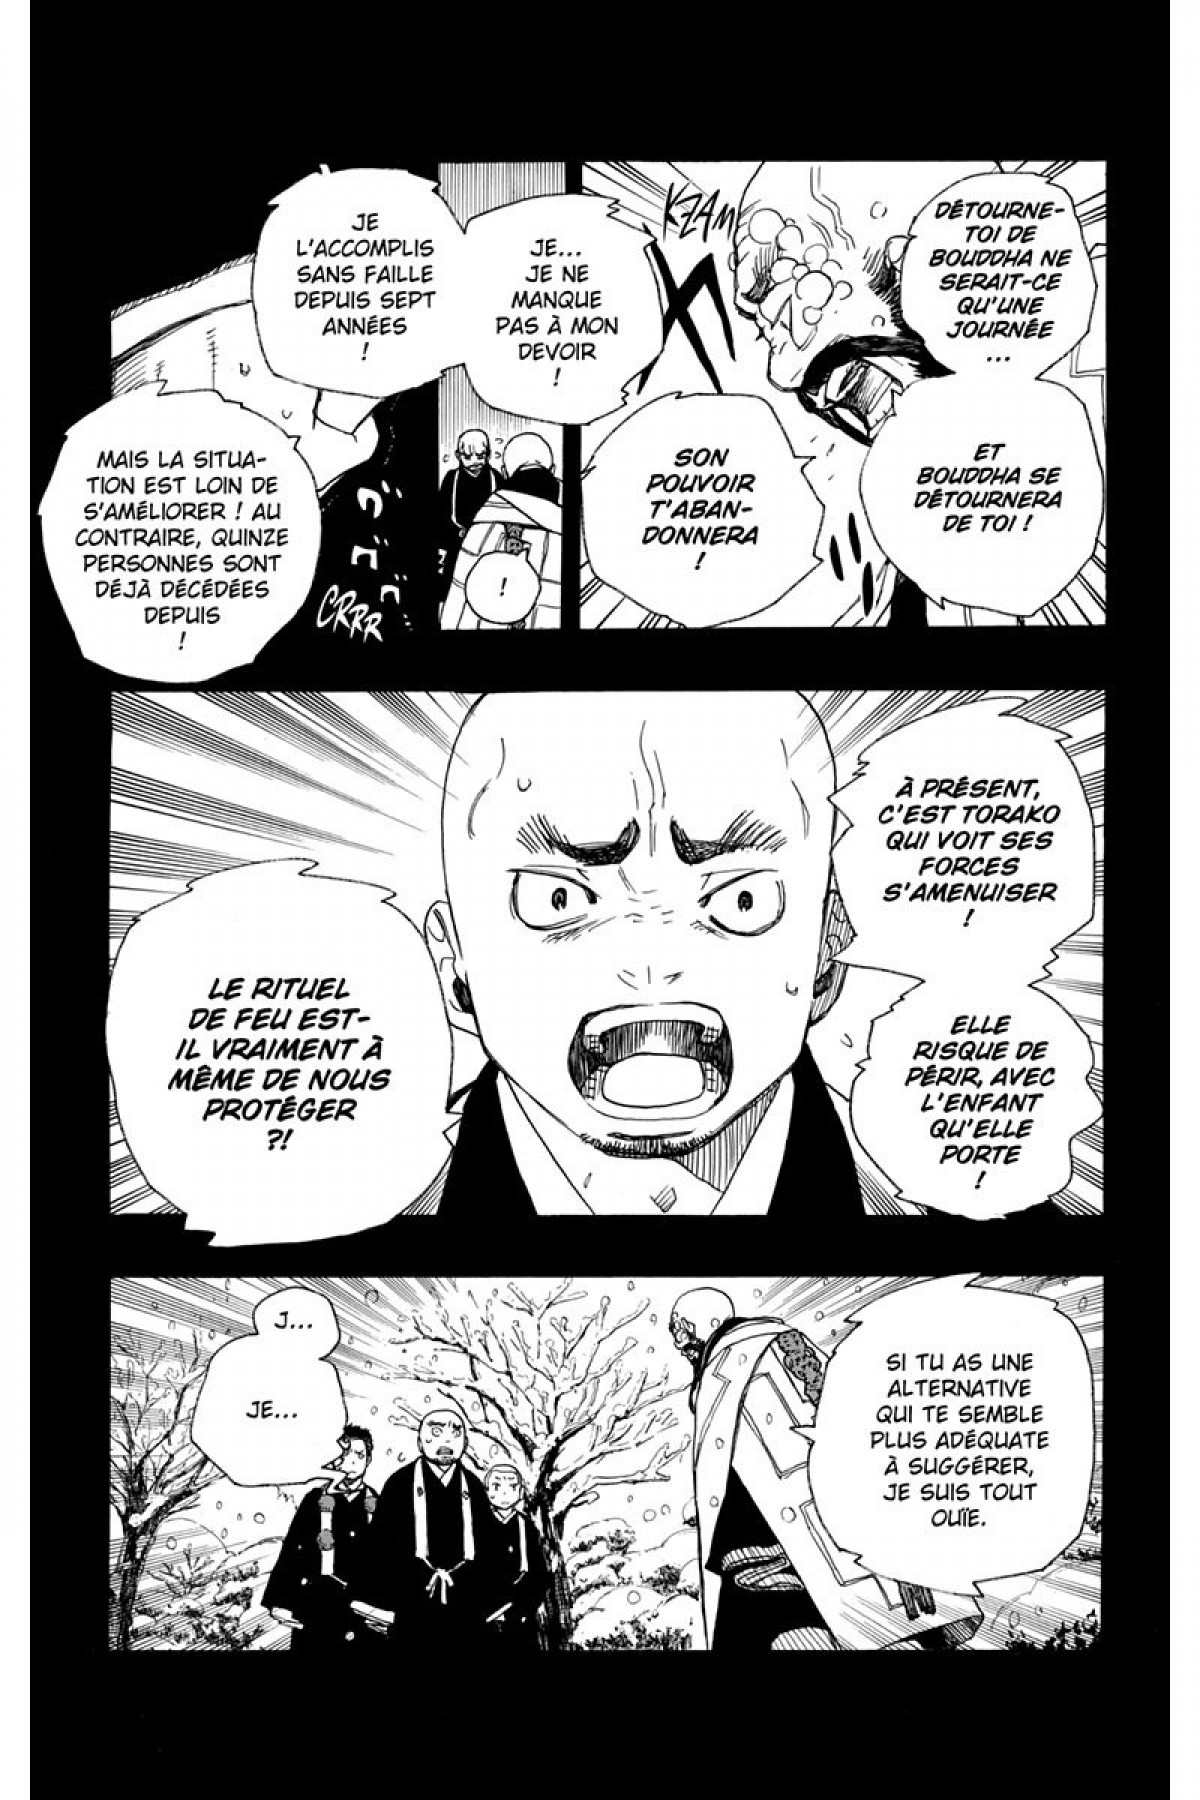 KZAM
DÉTOURNE-
TOI DE
BOUDDHA NE
SERAIT-CE
QU'UNE
JOURNÉE
...
ET
BOUDDHA SE
DÉTOURNERA
DE TOI !
SON
POUVOIR
T'ABAN-
DONNERA
!
JE...
JE NE
MANQUE
PAS À MON
DEVOIR
!
JE
L'ACCOMPLIS
SANS FAILLE
DEPUIS SEPT
ANNÉES
!
!
MAIS LA SITUA-
TION EST LOIN DE
S'AMÉLIORER ! AU
CONTRAIRE, QUINZE
PERSONNES SONT
DÉJÀ DÉCÉDÉES
DEPUIS
!
CRRR
À PRÉSENT,
C'EST TORAKO
QUI VOIT SES
FORCES
S'AMENUISER
!
ELLE
RISQUE DE
PÉRIR, AVEC
L'ENFANT
QU'ELLE
PORTE
!
LE RITUEL
DE FEU EST-
IL VRAIMENT À
MÊME DE NOUS
PROTÉGER
?!
SI TU AS UNE
ALTERNATIVE
QUI TE SEMBLE
PLUS ADÉQUATE
À SUGGÉRER,
JE SUIS TOUT
OUÏE.
J...
JE...